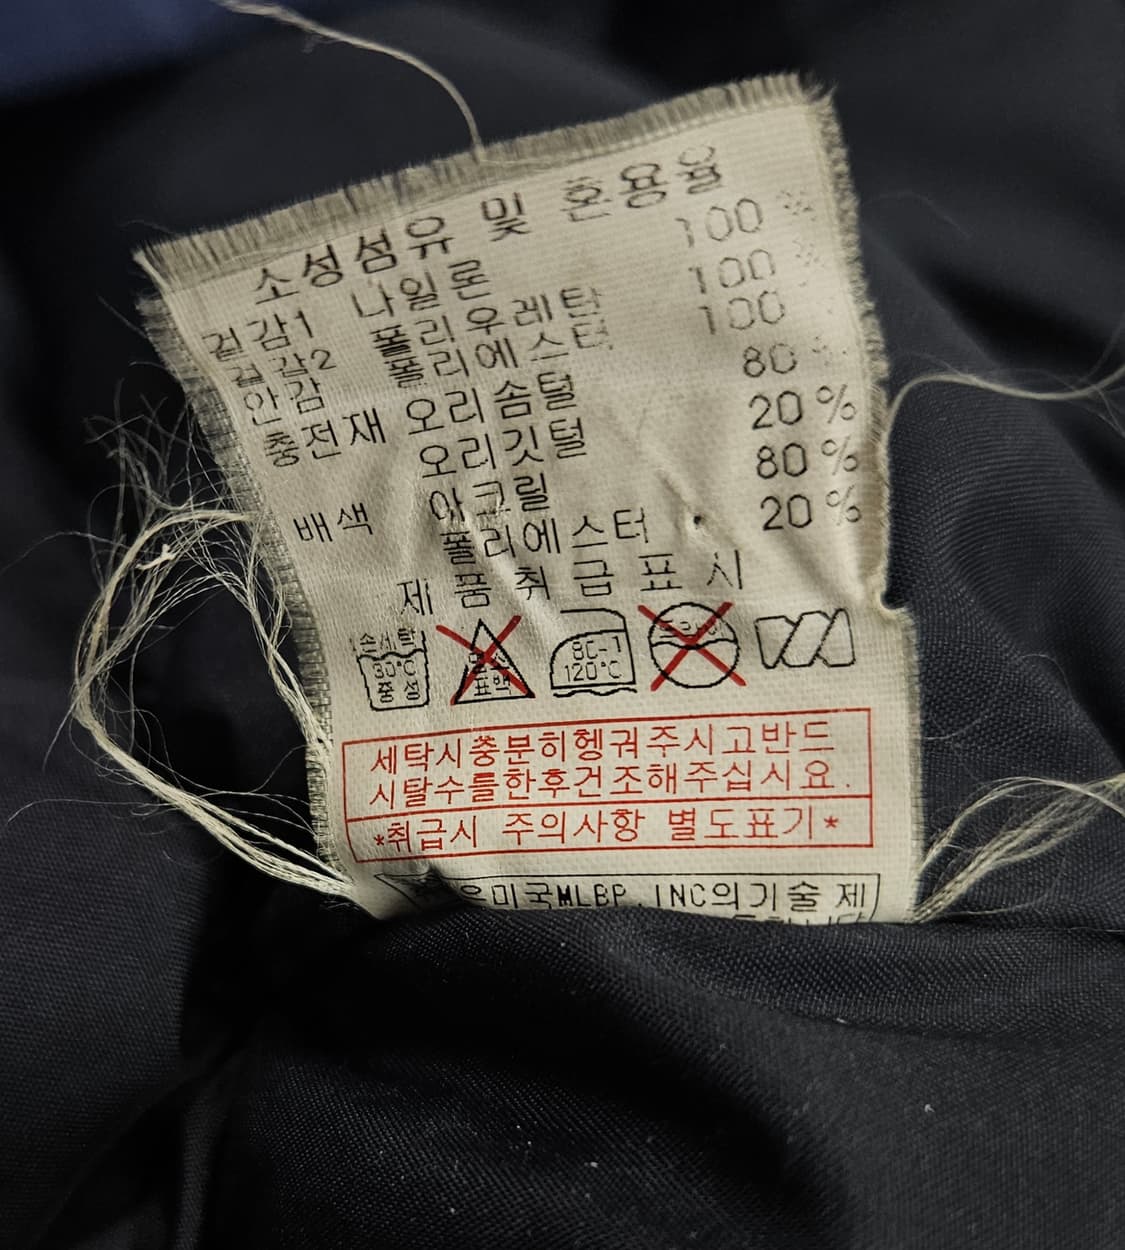 소성섬유 및 혼용율
겉감1 나일론 100 %
겉감2 폴리우레탄 100 %
안감 폴리에스터 100
충전재 오리솜털 80 %
오리깃털 20 %
배색 아크릴 80 %
폴리에스터 20 %
제품취급표시
손세탁 30°C 중성
표백
120°C
세탁시충분히헹궈주시고반드
시탈수를한후건조해주십시요.
*취급시 주의사항 별도표기*
미국MLBP.INC의기술제